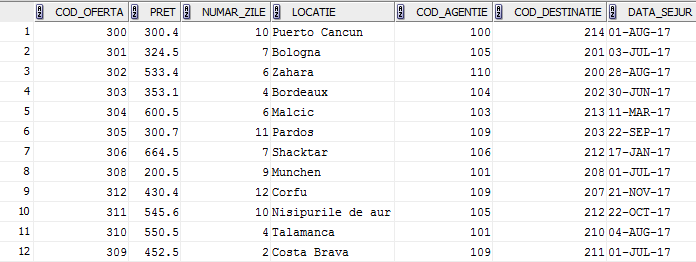 COD_OFERTA PRET NUMAR_ZILE LOCATIE COD_AGENTIE COD_DESTINATIE DATA_SEJUR
1 300 300.4 10 Puerto Cancun 100 214 01-AUG-17
2 301 324.5 7 Bologna 105 201 03-JUL-17
3 302 533.4 6 Zahara 110 200 28-AUG-17
4 303 353.1 4 Bordeaux 104 202 30-JUN-17
5 304 600.5 6 Malcic 103 213 11-MAR-17
6 305 300.7 11 Pardos 109 203 22-SEP-17
7 306 664.5 7 Shacktar 106 212 17-JAN-17
8 308 200.5 9 Munchen 101 208 01-JUL-17
9 312 430.4 12 Corfu 109 207 21-NOV-17
10 311 545.6 10 Nisipurile de aur 105 212 22-OCT-17
11 310 550.5 4 Talamanca 101 210 04-AUG-17
12 309 452.5 2 Costa Brava 109 211 01-JUL-17